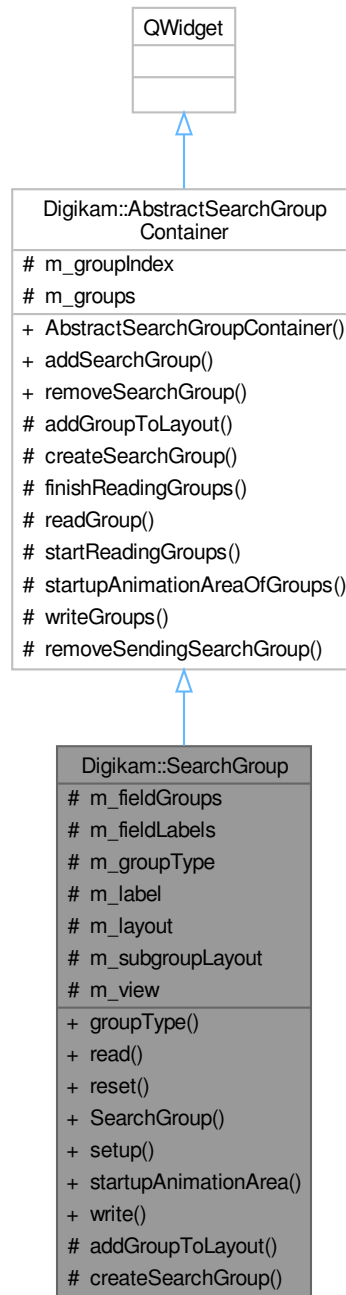 QWidget
Digikam::AbstractSearchGroup
Container
# m_groupIndex
# m_groups
+ AbstractSearchGroupContainer()
+ addSearchGroup()
+ removeSearchGroup()
# addGroupToLayout()
# createSearchGroup()
# finishReadingGroups()
# readGroup()
# startReadingGroups()
# startupAnimationAreaOfGroups()
# writeGroups()
# removeSendingSearchGroup()
Digikam::SearchGroup
# m_fieldGroups
# m_fieldLabels
# m_groupType
# m_label
# m_layout
# m_subgroupLayout
# m_view
+ groupType()
+ read()
+ reset()
+ SearchGroup()
+ setup()
+ startupAnimationArea()
+ write()
# addGroupToLayout()
# createSearchGroup()